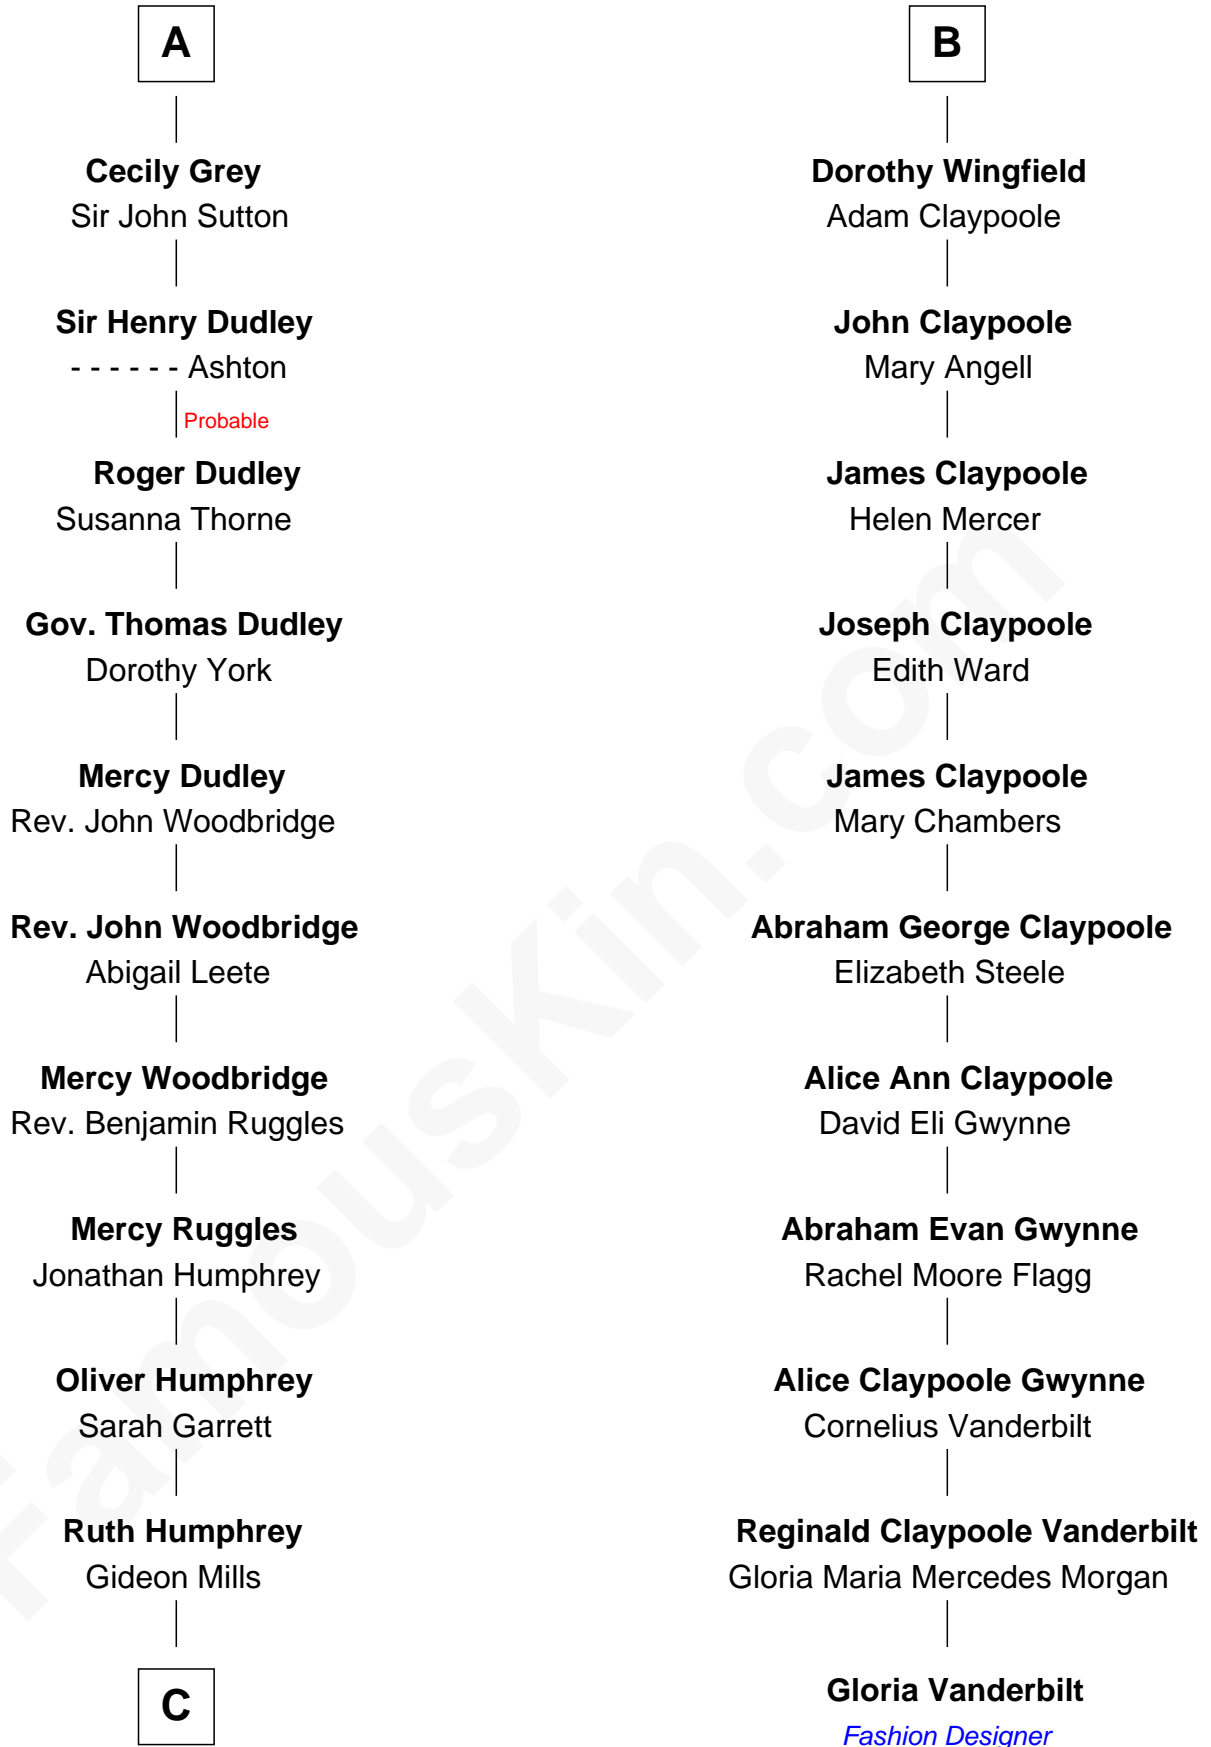 A
Cecily Grey
Sir John Sutton
Sir Henry Dudley
- - - - - - Ashton
Probable
Roger Dudley
Susanna Thorne
Gov. Thomas Dudley
Dorothy York
Mercy Dudley
Rev. John Woodbridge
Rev. John Woodbridge
Abigail Leete
Mercy Woodbridge
Rev. Benjamin Ruggles
Mercy Ruggles
Jonathan Humphrey
Oliver Humphrey
Sarah Garrett
Ruth Humphrey
Gideon Mills
C
B
Dorothy Wingfield
Adam Claypoole
John Claypoole
Mary Angell
James Claypoole
Helen Mercer
Joseph Claypoole
Edith Ward
James Claypoole
Mary Chambers
Abraham George Claypoole
Elizabeth Steele
Alice Ann Claypoole
David Eli Gwynne
Abraham Evan Gwynne
Rachel Moore Flagg
Alice Claypoole Gwynne
Cornelius Vanderbilt
Reginald Claypoole Vanderbilt
Gloria Maria Mercedes Morgan
Gloria Vanderbilt
Fashion Designer
FamousKin.com